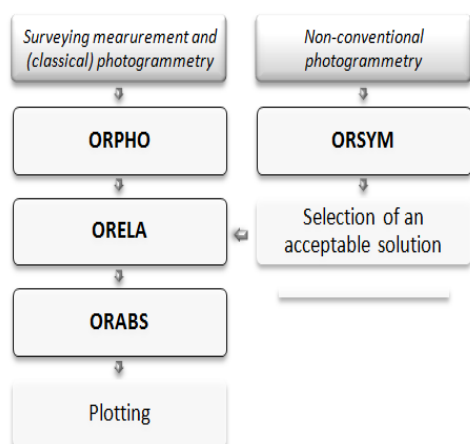 Surveying mearurement and
(classical) photogrammetry
ORPHO
ORELA
ORABS
Plotting
Non-conventional
photogrammetry
ORSYM
Selection of an
acceptable solution